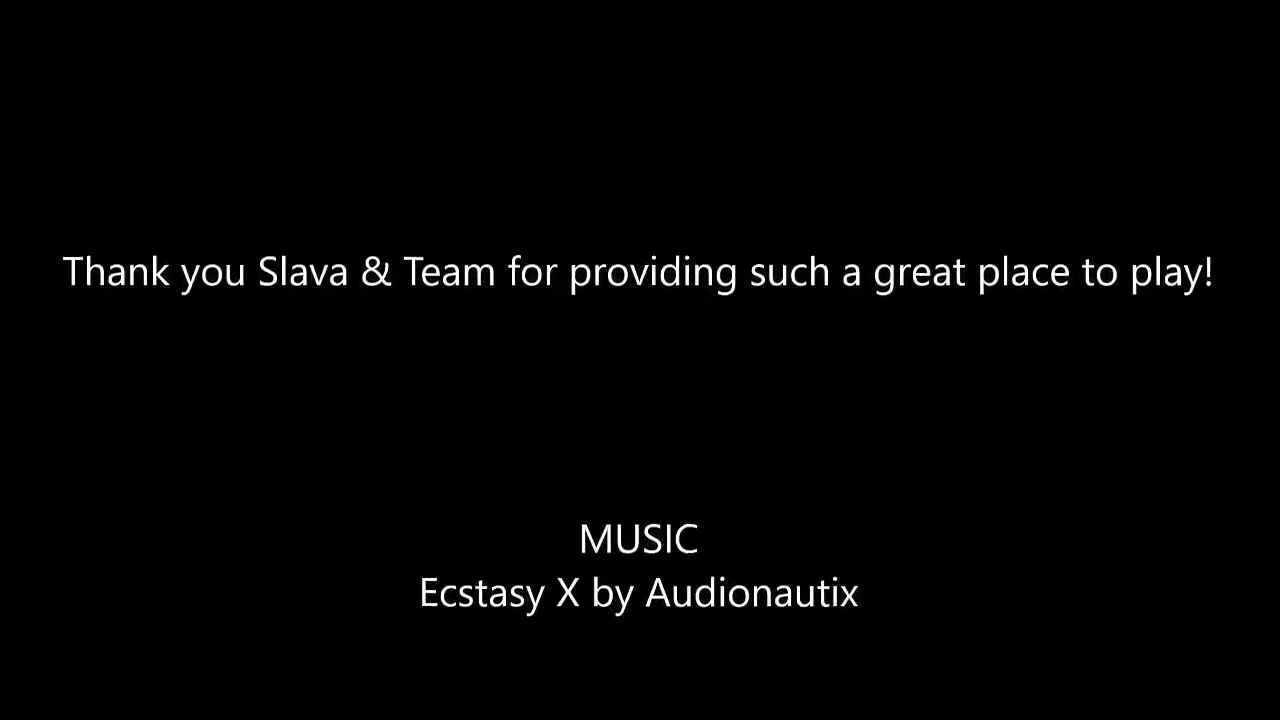 Thank you Slava & Team for providing such a great place to play!
MUSIC
Ecstasy X by Audionautix